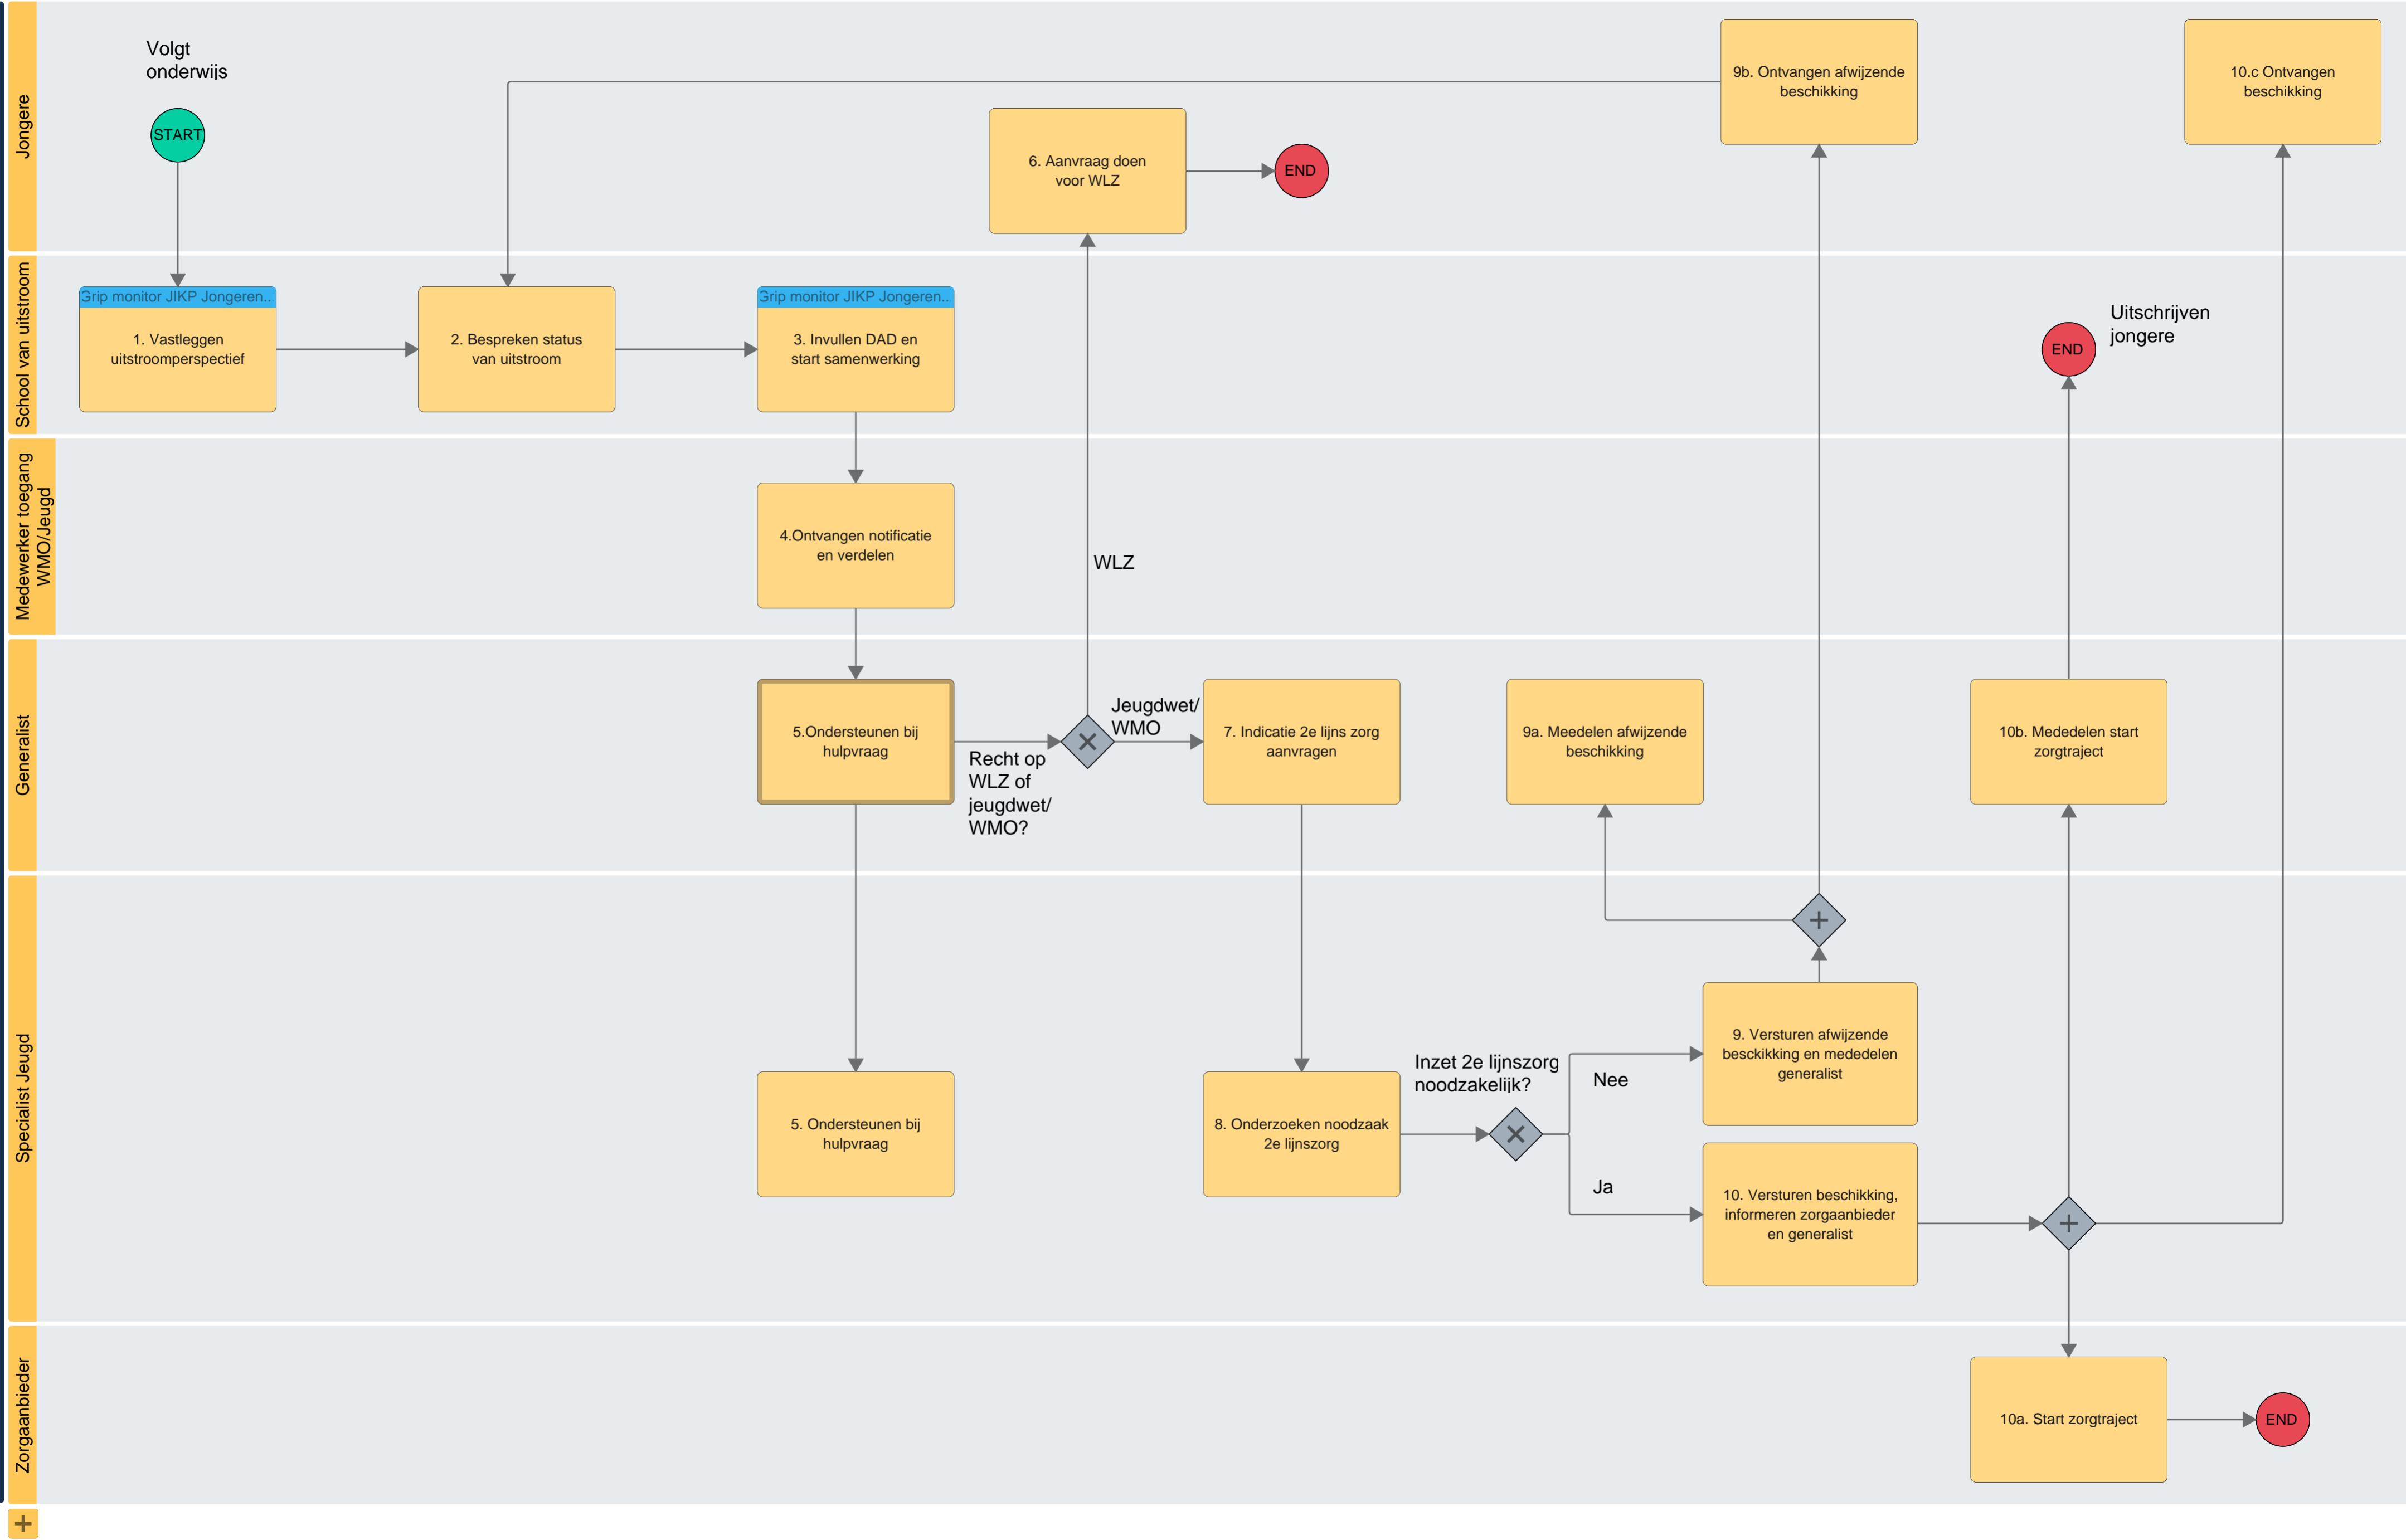 Jongere
Volgt
onderwijs
START
6. Aanvraag doen
voor WLZ
END
9b. Ontvangen afwijzende
beschikking
10.c Ontvangen
beschikking
School van uitstroom
Grip monitor JIKP Jongeren...
1. Vastleggen
uitstroomperspectief
2. Bespreken status
van uitstroom
Grip monitor JIKP Jongeren...
3. Invullen DAD en
start samenwerking
END
Uitschrijven
jongere
Medewerker toegang
WMO/Jeugd
4.Ontvangen notificatie
en verdelen
WLZ
Generalist
5.Ondersteunen bij
hulpvraag
Recht op
WLZ of
jeugdwet/
WMO?
Jeugdwet/
WMO
7. Indicatie 2e lijns zorg
aanvragen
9a. Meedelen afwijzende
beschikking
10b. Mededelen start
zorgtraject
Specialist Jeugd
5. Ondersteunen bij
hulpvraag
8. Onderzoeken noodzaak
2e lijnszorg
Inzet 2e lijnszorg
noodzakelijk?
Nee
Ja
9. Versturen afwijzende
besckikking en mededelen
generalist
10. Versturen beschikking,
informeren zorgaanbieder
en generalist
Zorgaanbieder
10a. Start zorgtraject
END